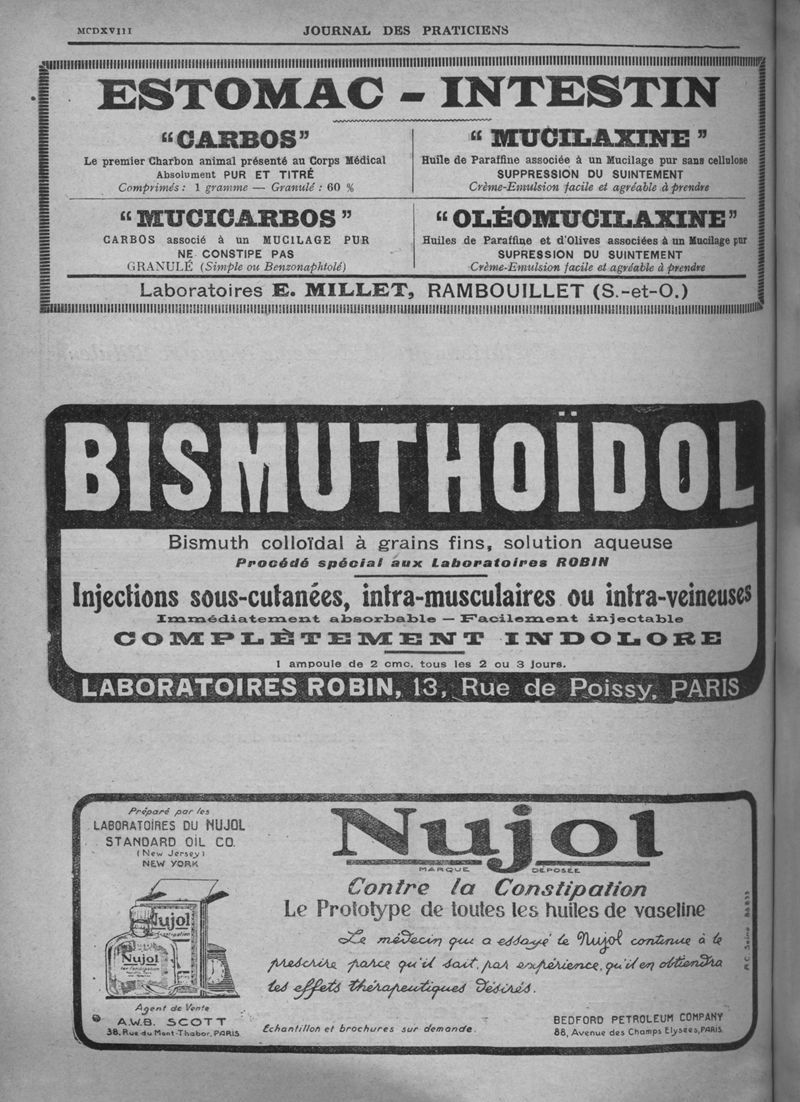 MCDXVIII
JOURNAL DES PRATICIENS
ESTOMAC - INTESTIN
"CARBOS"
Le premier Charbon animal présenté au Corps Médical
Absolument PUR ET TITRÉ
Comprimés : 1 gramme — Granulé : 60 %
"MUCILAXINE"
Huile de Paraffine associée à un Mucilage pur sans cellulose
SUPPRESSION DU SUINTEMENT
Crème-Emulsion facile et agréable à prendre
"MUCICARBOS"
CARBOS associé à un MUCILAGE PUR
NE CONSTIPE PAS
GRANULÉ (Simple ou Benzonaphtolé)
"OLÉOMUCILAXINE"
Huiles de Paraffine et d'Olives associées à un Mucilage pur
SUPRESSION DU SUINTEMENT
Crème-Emulsion facile et agréable à prendre
Laboratoires E. MILLET, RAMBOUILLET (S.-et-O.)
BISMUTHOÏDOL
Bismuth colloïdal à grains fins, solution aqueuse
Procédé spécial aux Laboratoires ROBIN
Injections sous-cutanées, intra-musculaires ou intra-veineuses
Immédiatement absorbable — Facilement injectable
COMPLÈTEMENT INDOLORE
1 ampoule de 2 cmc. tous les 2 ou 3 jours.
LABORATOIRES ROBIN, 13, Rue de Poissy, PARIS
Préparé par les
LABORATOIRES DU NUJOL
STANDARD OIL CO.
(New Jersey)
NEW YORK
Nujol
Nujol
Agent de Vente
A.W.B. SCOTT
38, Rue du Mont-Thabor, PARIS
Nujol
MARQUE DÉPOSÉE
Contre la Constipation
Le Prototype de toutes les huiles de vaseline
Le médecin qui a essayé le Nujol continue à le
prescrire parce qu'il sait, par expérience, qu'il en obtiendra
les effets thérapeutiques désirés.
Échantillon et brochures sur demande.
BEDFORD PETROLEUM COMPANY
88, Avenue des Champs Elysées, PARIS.
R.C. Seine